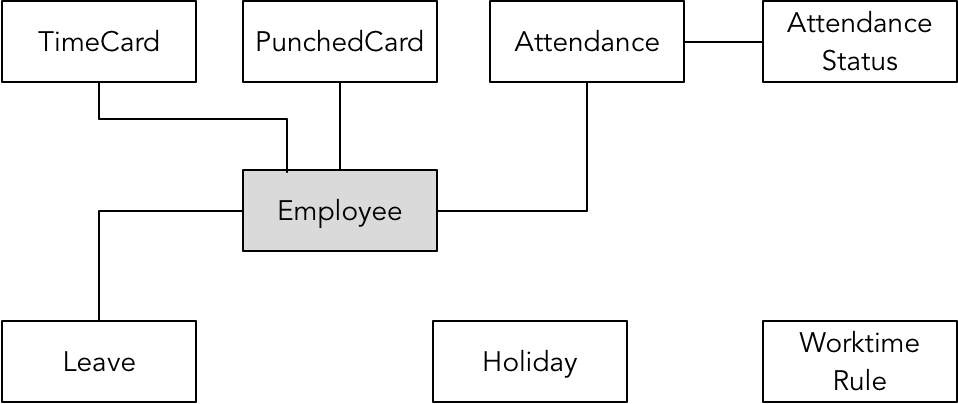 TimeCard
PunchedCard
Attendance
Attendance
Status
Employee
Leave
Holiday
Worktime
Rule